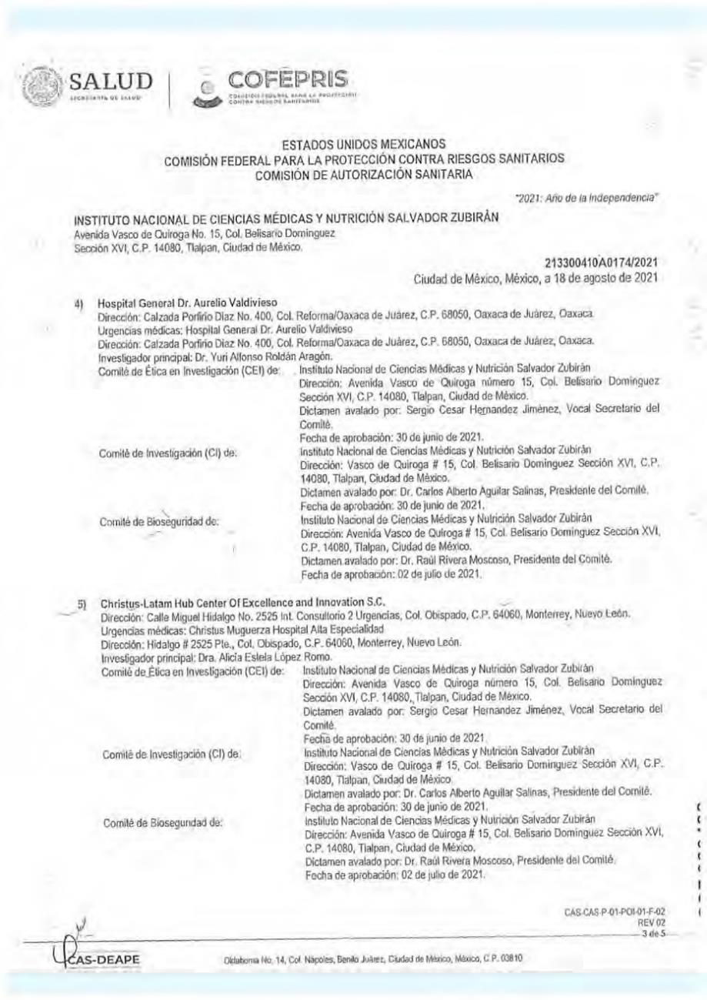 SALUD
SECRETARÍA DE SALUD
COFEPRIS
COMISIÓN FEDERAL PARA LA PROTECCIÓN
CONTRA RIESGOS SANITARIOS
ESTADOS UNIDOS MEXICANOS
COMISIÓN FEDERAL PARA LA PROTECCIÓN CONTRA RIESGOS SANITARIOS
COMISIÓN DE AUTORIZACIÓN SANITARIA
"2021: Año de la Independencia"
INSTITUTO NACIONAL DE CIENCIAS MÉDICAS Y NUTRICIÓN SALVADOR ZUBIRÁN
Avenida Vasco de Quiroga No. 15, Col. Belisario Domínguez
Sección XVI, C.P. 14080, Tlalpan, Ciudad de México.
213300410A0174/2021
Ciudad de México, México, a 18 de agosto de 2021
4) Hospital General Dr. Aurelio Valdivieso
Dirección: Calzada Porfirio Díaz No. 400, Col. Reforma/Oaxaca de Juárez, C.P. 68050, Oaxaca de Juárez, Oaxaca.
Urgencias médicas: Hospital General Dr. Aurelio Valdivieso
Dirección: Calzada Porfirio Díaz No. 400, Col. Reforma/Oaxaca de Juárez, C.P. 68050, Oaxaca de Juárez, Oaxaca.
Investigador principal: Dr. Yuri Alfonso Roldán Aragón.
Comité de Ética en Investigación (CEI) de: Instituto Nacional de Ciencias Médicas y Nutrición Salvador Zubirán
Dirección: Avenida Vasco de Quiroga número 15, Col. Belisario Domínguez
Sección XVI, C.P. 14080, Tlalpan, Ciudad de México.
Dictamen avalado por: Sergio Cesar Hernandez Jiménez, Vocal Secretario del
Comité.
Fecha de aprobación: 30 de junio de 2021.
Comité de Investigación (CI) de: Instituto Nacional de Ciencias Médicas y Nutrición Salvador Zubirán
Dirección: Vasco de Quiroga # 15, Col. Belisario Domínguez Sección XVI, C.P.
14080, Tlalpan, Ciudad de México.
Dictamen avalado por: Dr. Carlos Alberto Aguilar Salinas, Presidente del Comité.
Fecha de aprobación: 30 de junio de 2021.
Comité de Bioseguridad de: Instituto Nacional de Ciencias Médicas y Nutrición Salvador Zubirán
Dirección: Avenida Vasco de Quiroga # 15, Col. Belisario Domínguez Sección XVI,
C.P. 14080, Tlalpan, Ciudad de México.
Dictamen avalado por: Dr. Raúl Rivera Moscoso, Presidente del Comité.
Fecha de aprobación: 02 de julio de 2021.
5) Christus-Latam Hub Center Of Excellence and Innovation S.C.
Dirección: Calle Miguel Hidalgo No. 2525 Int. Consultorio 2 Urgencias, Col. Obispado, C.P. 64060, Monterrey, Nuevo León.
Urgencias médicas: Christus Muguerza Hospital Alta Especialidad
Dirección: Hidalgo # 2525 Pte., Col. Obispado, C.P. 64060, Monterrey, Nuevo León.
Investigador principal: Dra. Alicia Estela López Romo.
Comité de Ética en Investigación (CEI) de: Instituto Nacional de Ciencias Médicas y Nutrición Salvador Zubirán
Dirección: Avenida Vasco de Quiroga número 15, Col. Belisario Domínguez
Sección XVI, C.P. 14080, Tlalpan, Ciudad de México.
Dictamen avalado por: Sergio Cesar Hernandez Jiménez, Vocal Secretario del
Comité.
Fecha de aprobación: 30 de junio de 2021
Comité de Investigación (CI) de: Instituto Nacional de Ciencias Médicas y Nutrición Salvador Zubirán
Dirección: Vasco de Quiroga # 15, Col. Belisario Domínguez Sección XVI, C.P.
14080, Tlalpan, Ciudad de México
Dictamen avalado por: Dr. Carlos Alberto Aguilar Salinas, Presidente del Comité.
Fecha de aprobación: 30 de junio de 2021.
Comité de Bioseguridad de: Instituto Nacional de Ciencias Médicas y Nutrición Salvador Zubirán
Dirección: Avenida Vasco de Quiroga # 15, Col. Belisario Domínguez Sección XVI,
C.P. 14080, Tlalpan, Ciudad de México.
Dictamen avalado por: Dr. Raúl Rivera Moscoso, Presidente del Comité.
Fecha de aprobación: 02 de julio de 2021.
CAS-CAS-P-01-POI-01-F-02
REV 02
3 de 5
CAS-DEAPE
Oklahoma No. 14, Col. Nápoles, Benito Juárez, Ciudad de México, México, C.P. 03810